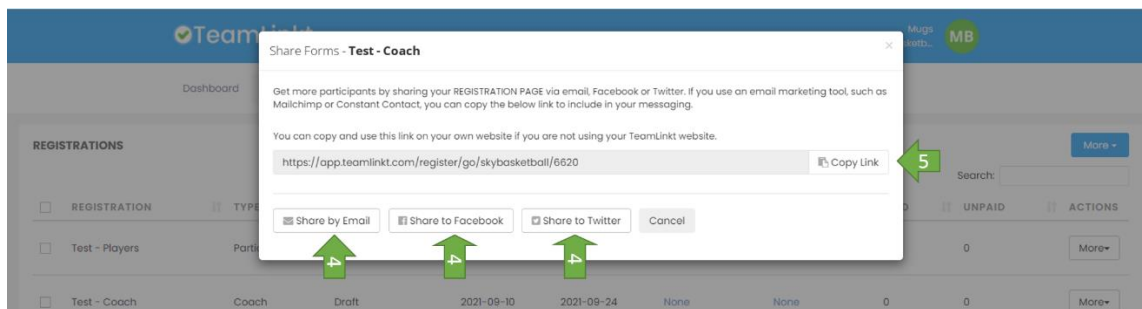 TeamLinkt
Mugs
MB
Share Forms - Test - Coach
×
Dashboard
Get more participants by sharing your REGISTRATION PAGE via email, Facebook or Twitter. If you use an email marketing tool, such as
Mailchimp or Constant Contact, you can copy the below link to include in your messaging.
You can copy and use this link on your own website if you are not using your TeamLinkt website.
REGISTRATIONS
More
https://app.teamlinkt.com/register/go/skybasketball/6620
Copy Link
5
Search:
REGISTRATION
UNPAID
ACTIONS
Share by Email
Share to Facebook
Share to Twitter
Cancel
Test - Players
0
More
4
4
4
Test - Coach
Coach
Draft
2021-09-10
2021-09-24
None
None
0
0
More